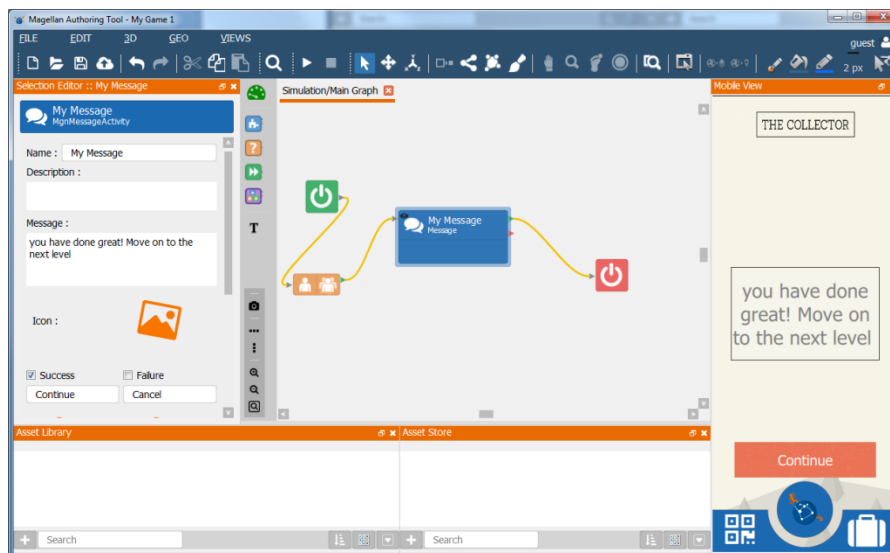 Magellan Authoring Tool - My Game 1
FILE EDIT 3D GEO VIEWS
guest
2 px
Selection Editor :: My Message
My Message
MgnMessageActivity
Name : My Message
Description :
Message :
you have done great! Move on to the
next level
Icon :
Success Failure
Continue Cancel
T
Simulation/Main Graph
My Message
Message
Mobile View
THE COLLECTOR
you have done
great! Move on
to the next level
Continue
Asset Library
Search
Asset Store
Search